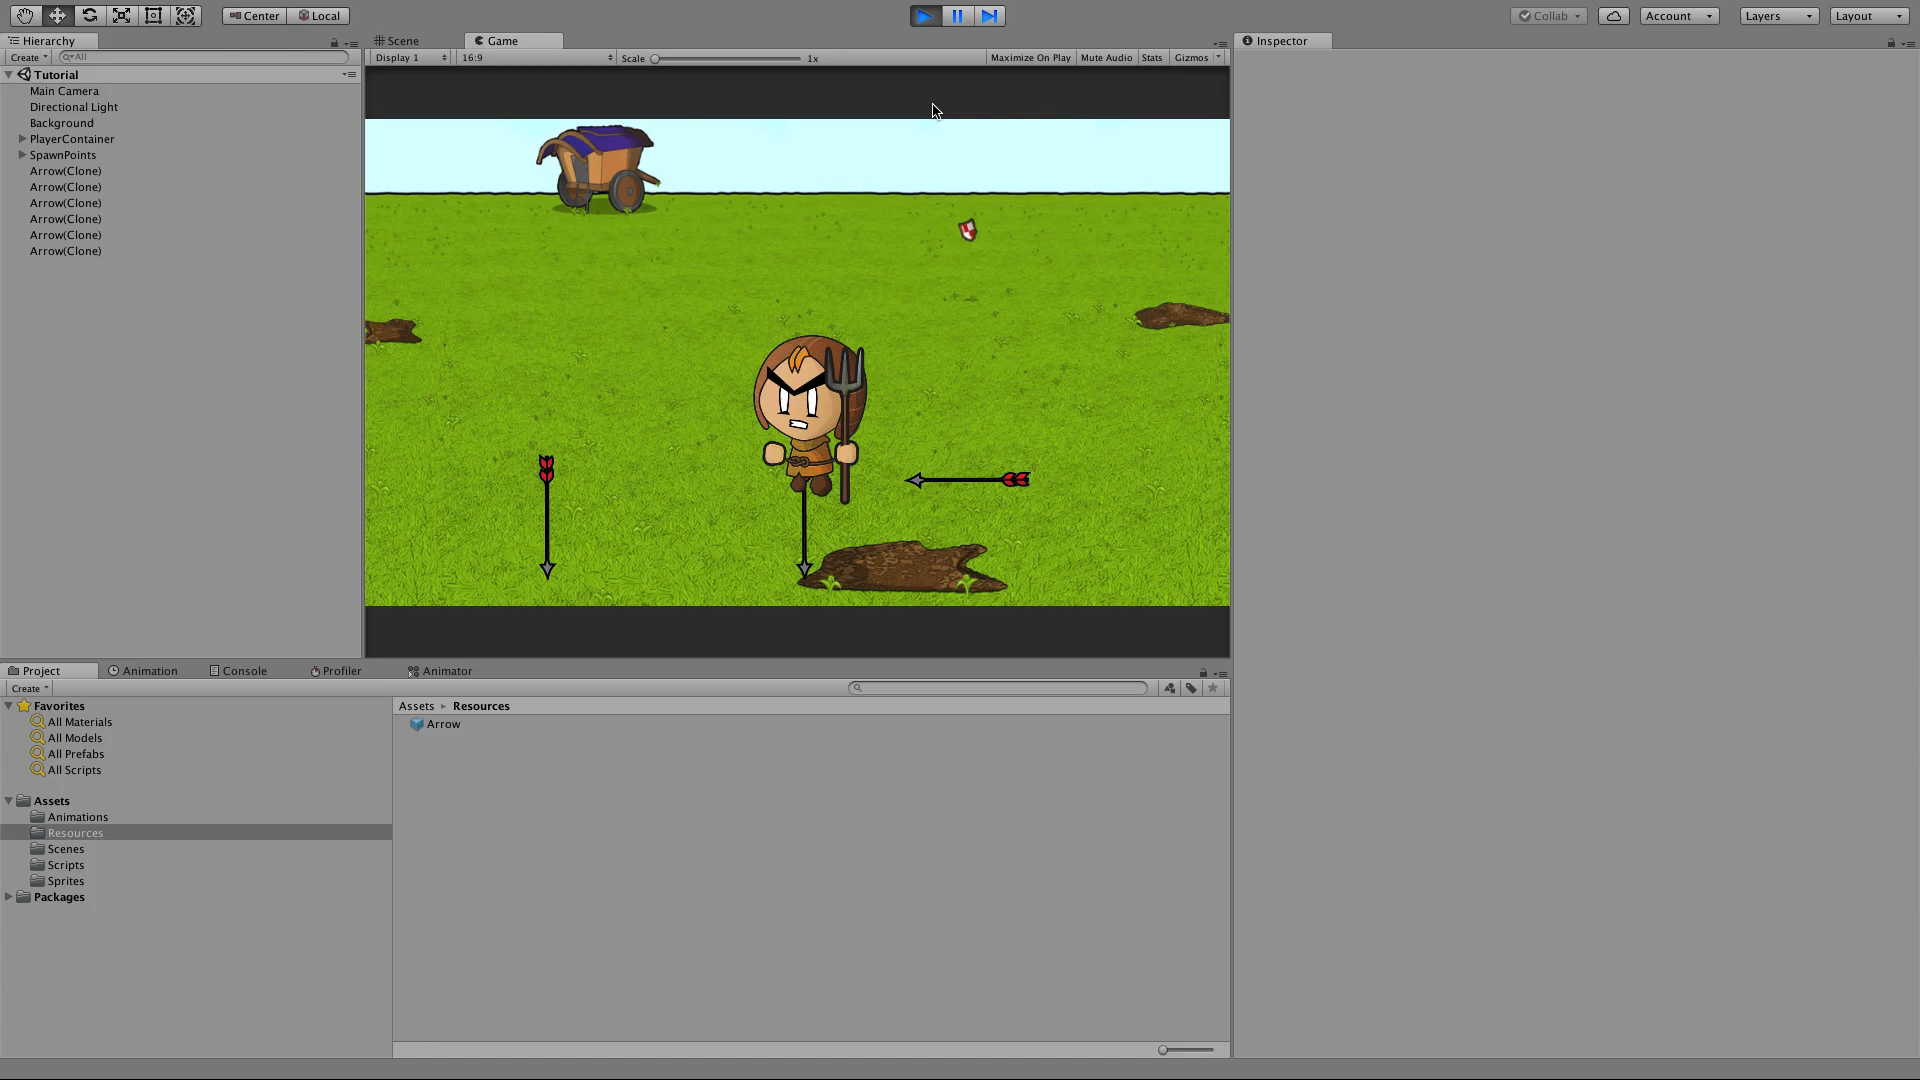 Center Local Collab Account Layers Layout
Hierarchy Scene Game Inspector
Create All Display 1 16:9 Scale 1x Maximize On Play Mute Audio Stats Gizmos
Tutorial
Main Camera
Directional Light
Background
PlayerContainer
SpawnPoints
Arrow(Clone)
Arrow(Clone)
Arrow(Clone)
Arrow(Clone)
Arrow(Clone)
Arrow(Clone)
Project Animation Console Profiler Animator
Create
Favorites
All Materials
All Models
All Prefabs
All Scripts
Assets
Animations
Resources
Scenes
Scripts
Sprites
Packages
Assets Resources
Arrow